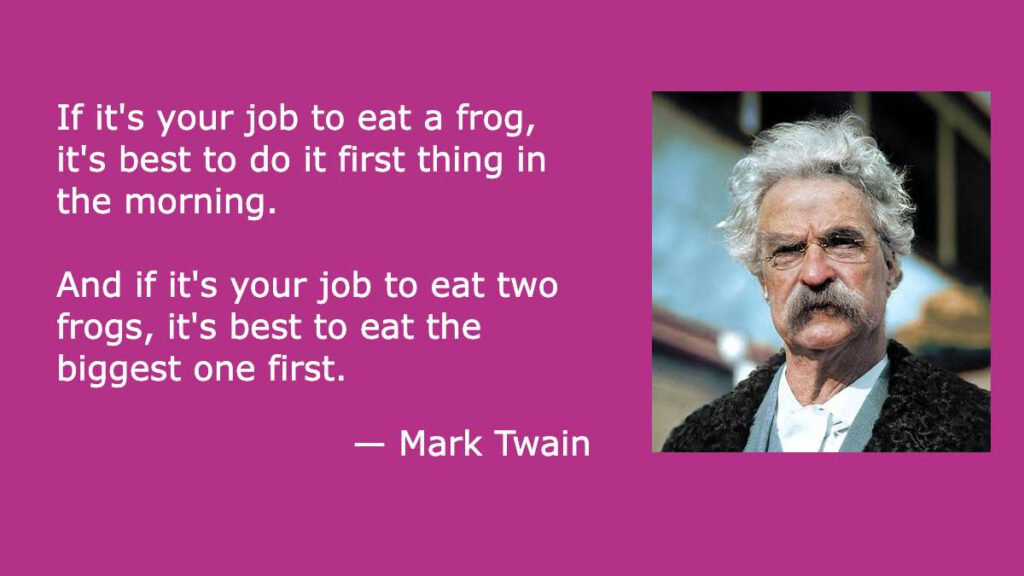 If it's your job to eat a frog,
it's best to do it first thing in
the morning.
And if it's your job to eat two
frogs, it's best to eat the
biggest one first.
— Mark Twain